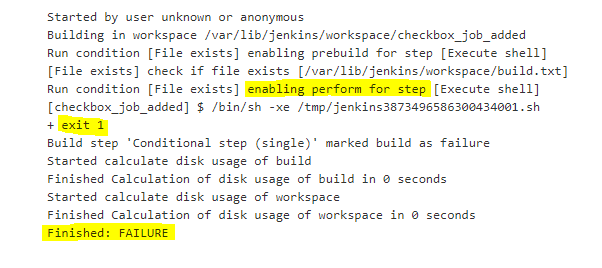 Started by user unknown or anonymous
Building in workspace /var/lib/jenkins/workspace/checkbox_job_added
Run condition [File exists] enabling prebuild for step [Execute shell]
[File exists] check if file exists [/var/lib/jenkins/workspace/build.txt]
Run condition [File exists] enabling perform for step [Execute shell]
[checkbox_job_added] $ /bin/sh -xe /tmp/jenkins3873496586300434001.sh
+ exit 1
Build step 'Conditional step (single)' marked build as failure
Started calculate disk usage of build
Finished Calculation of disk usage of build in 0 seconds
Started calculate disk usage of workspace
Finished Calculation of disk usage of workspace in 0 seconds
Finished: FAILURE